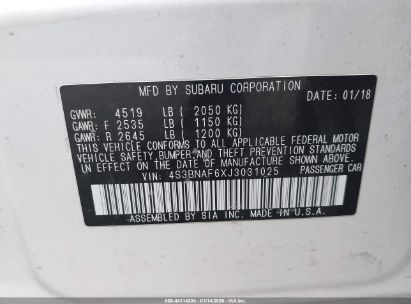 MFD BY SUBARU CORPORATION
DATE: 01/18
GVWR: 4519 LB ( 2050 KG)
GAWR: F 2535 LB ( 1150 KG)
GAWR: R 2645 LB ( 1200 KG)
THIS VEHICLE CONFORMS TO ALL APPLICABLE FEDERAL MOTOR
VEHICLE SAFETY, BUMPER, AND THEFT PREVENTION STANDARDS
IN EFFECT ON THE DATE OF MANUFACTURE SHOWN ABOVE.
VIN: 4S3BNAF6XJ3031025 PASSENGER CAR
ASSEMBLED BY SIA INC. MADE IN U.S.A.